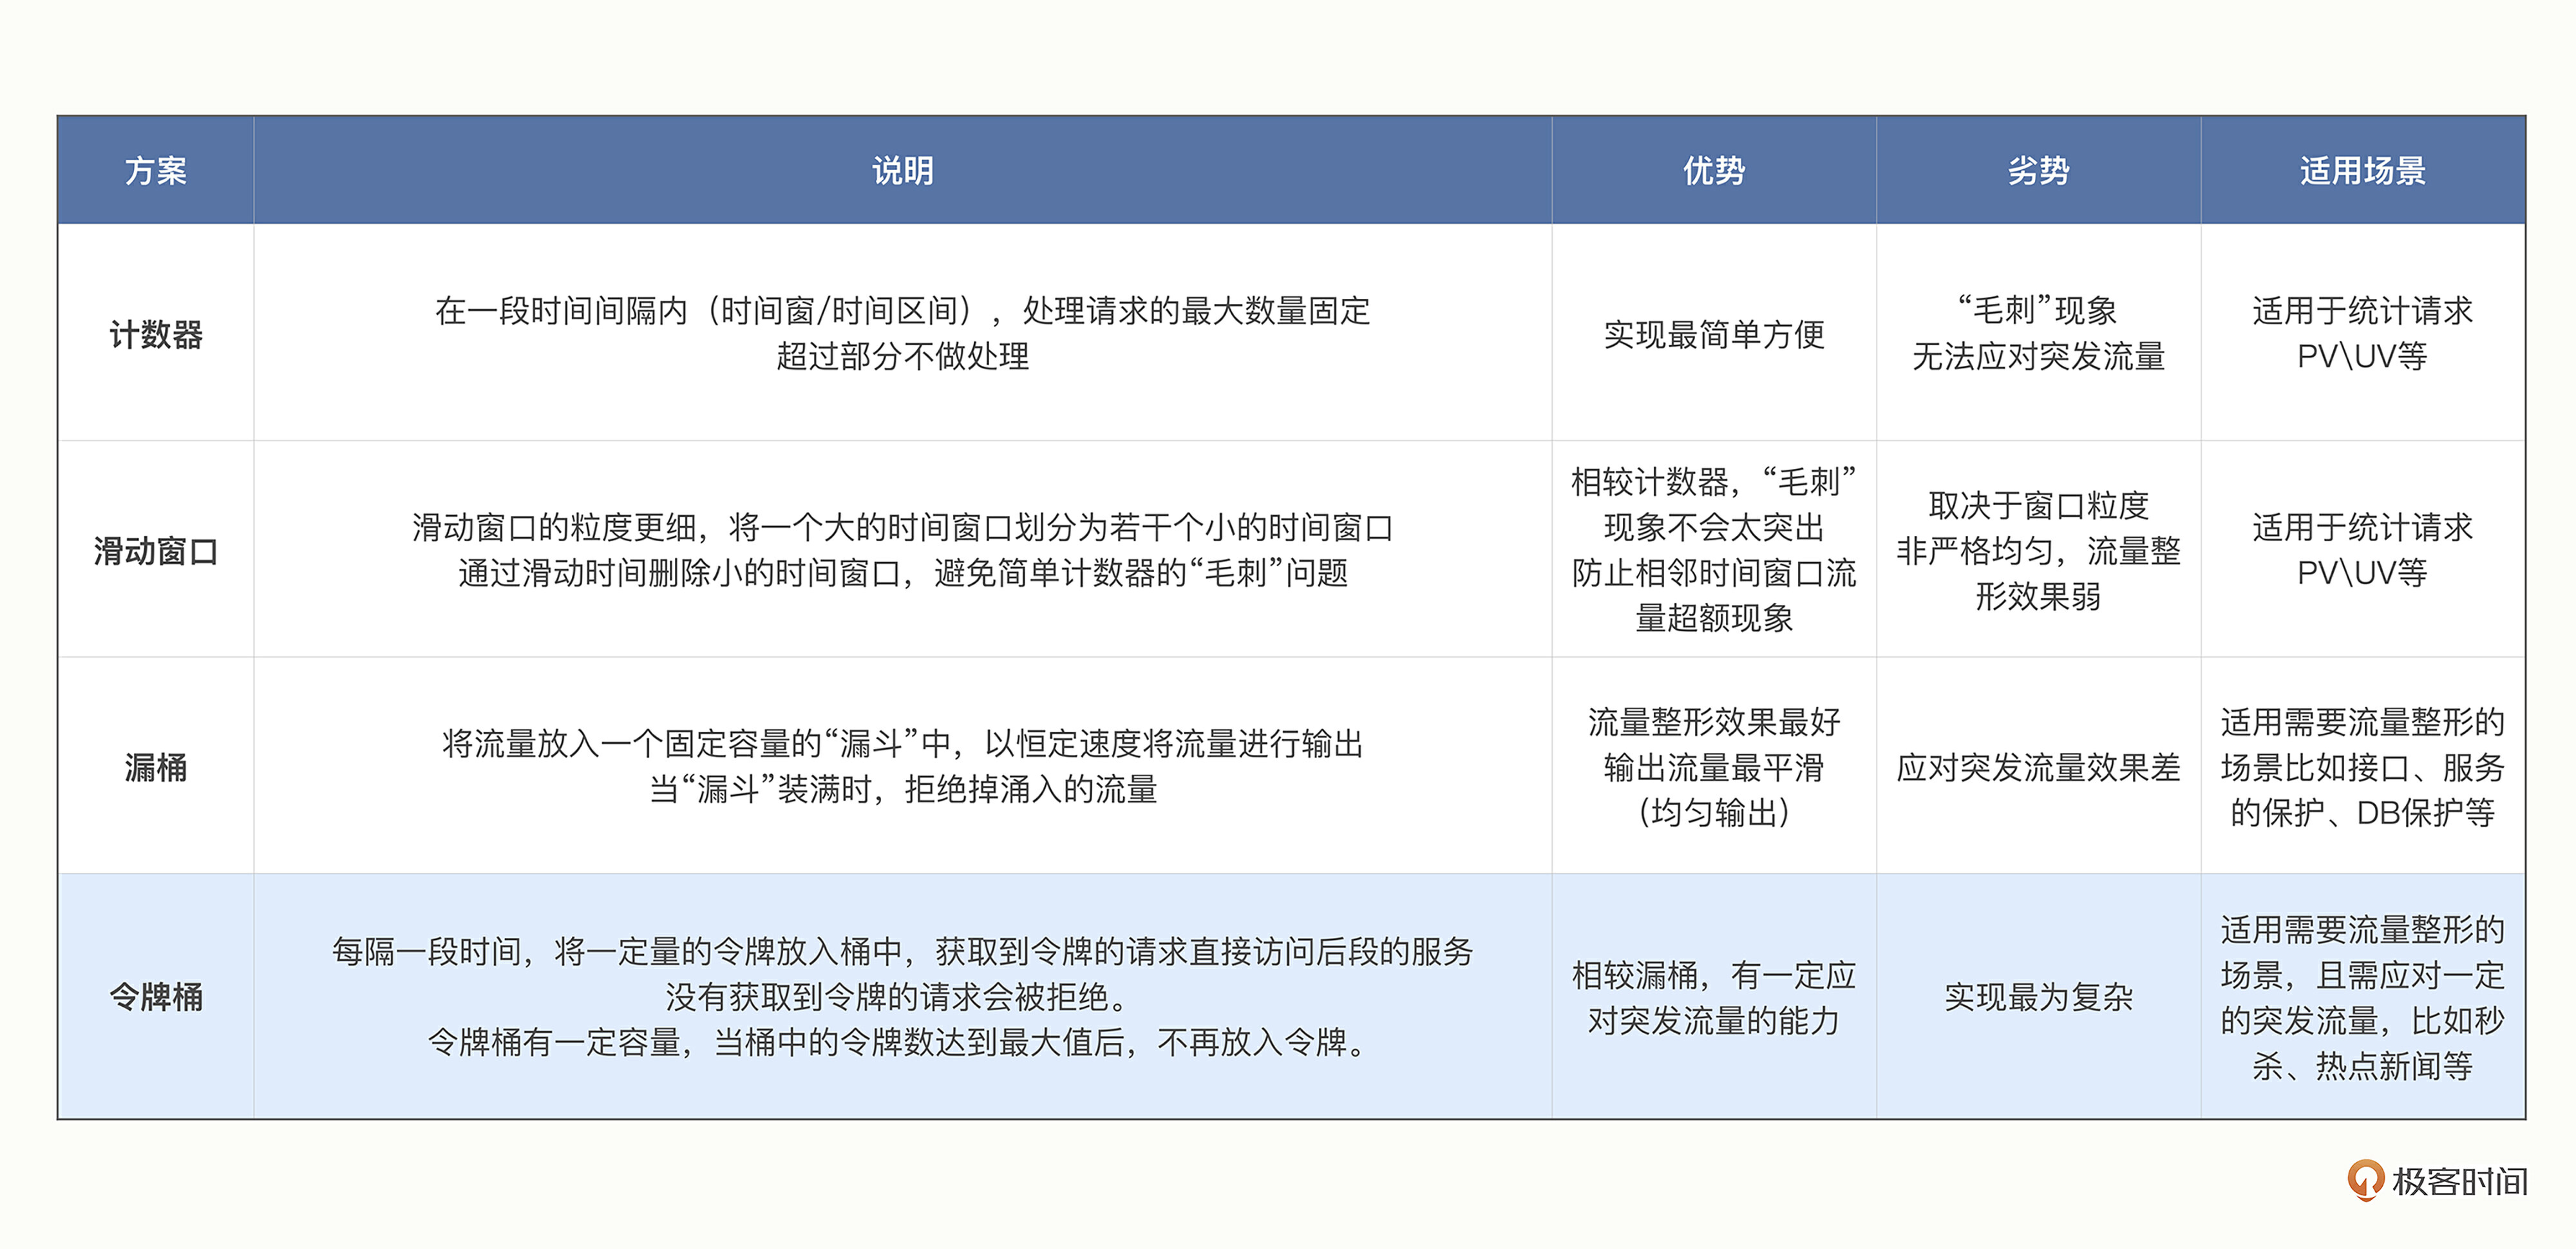 方案
说明
优势
劣势
适用场景
计数器
在一段时间间隔内（时间窗/时间区间），处理请求的最大数量固定
超过部分不做处理
实现最简单方便
“毛刺”现象
无法应对突发流量
适用于统计请求
PV\UV等
滑动窗口
滑动窗口的粒度更细，将一个大的时间窗口划分为若干个小的时间窗口
通过滑动时间删除小的时间窗口，避免简单计数器的“毛刺”问题
相较计数器，“毛刺”
现象不会太突出
防止相邻时间窗口流
量超额现象
取决于窗口粒度
非严格均匀，流量整
形效果弱
适用于统计请求
PV\UV等
漏桶
将流量放入一个固定容量的“漏斗”中，以恒定速度将流量进行输出
当“漏斗”装满时，拒绝掉涌入的流量
流量整形效果最好
输出流量最平滑
（均匀输出）
应对突发流量效果差
适用需要流量整形的
场景比如接口、服务
的保护、DB保护等
令牌桶
每隔一段时间，将一定量的令牌放入桶中，获取到令牌的请求直接访问后段的服务
没有获取到令牌的请求会被拒绝。
令牌桶有一定容量，当桶中的令牌数达到最大值后，不再放入令牌。
相较漏桶，有一定应
对突发流量的能力
实现最为复杂
适用需要流量整形的
场景，且需应对一定
的突发流量，比如秒
杀、热点新闻等
极客时间